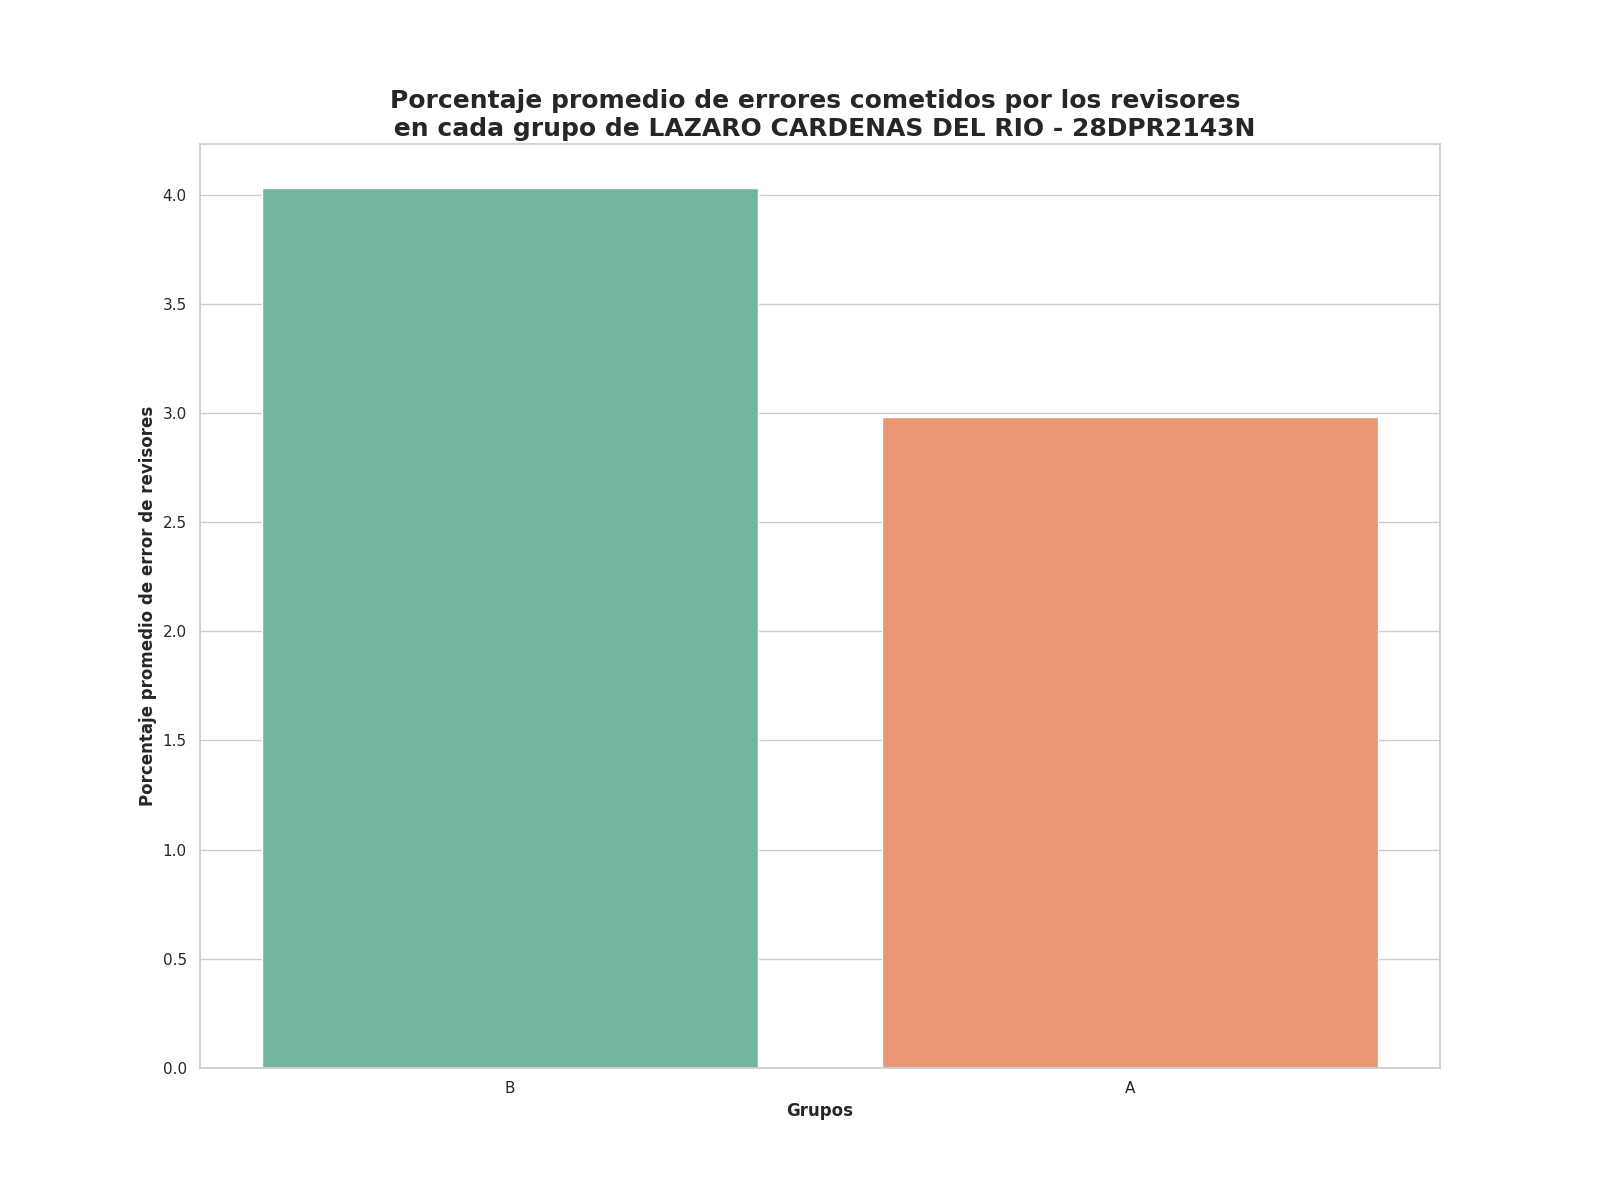 Porcentaje promedio de errores cometidos por los revisores
en cada grupo de LAZARO CARDENAS DEL RIO - 28DPR2143N
Porcentaje promedio de error de revisores
4.0
3.5
3.0
2.5
2.0
1.5
1.0
0.5
0.0
B A
Grupos